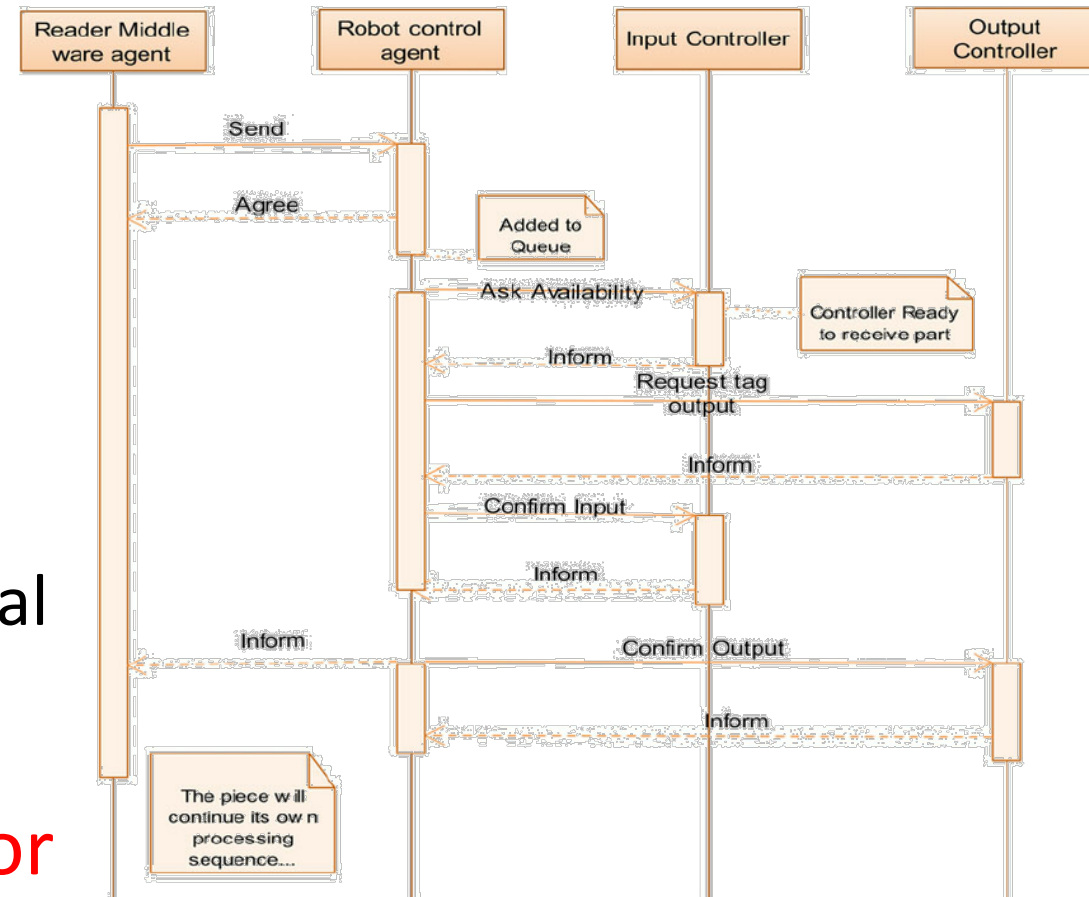 Reader Middle
ware agent
Robot control
agent
Input Controller
Output
Controller
Send
Agree
Added to
Queue
Ask Availability
Controller Ready
to receive part
Inform
Request tag
output
Inform
Confirm Input
Inform
al
Inform
Confirm Output
Inform
The piece will
continue its own
processing
sequence...
or